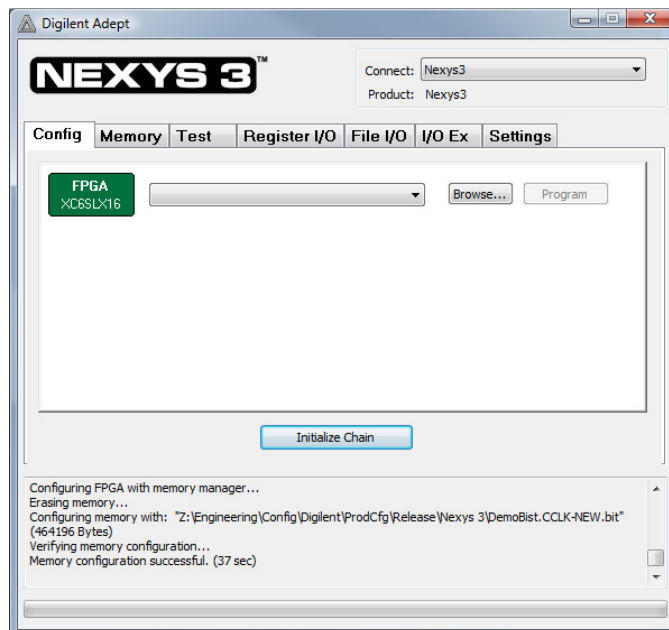 Digilent Adept
NEXYS 3™
Connect: Nexys3
Product: Nexys3
Config Memory Test Register I/O File I/O I/O Ex Settings
FPGA
XC6SLX16
Browse... Program
Initialize Chain
Configuring FPGA with memory manager...
Erasing memory...
Configuring memory with: "Z:\Engineering\Config\Digilent\ProdCfg\Release\Nexys 3\DemoBist.CCLK-NEW.bit"
(464196 Bytes)
Verifying memory configuration...
Memory configuration successful. (37 sec)